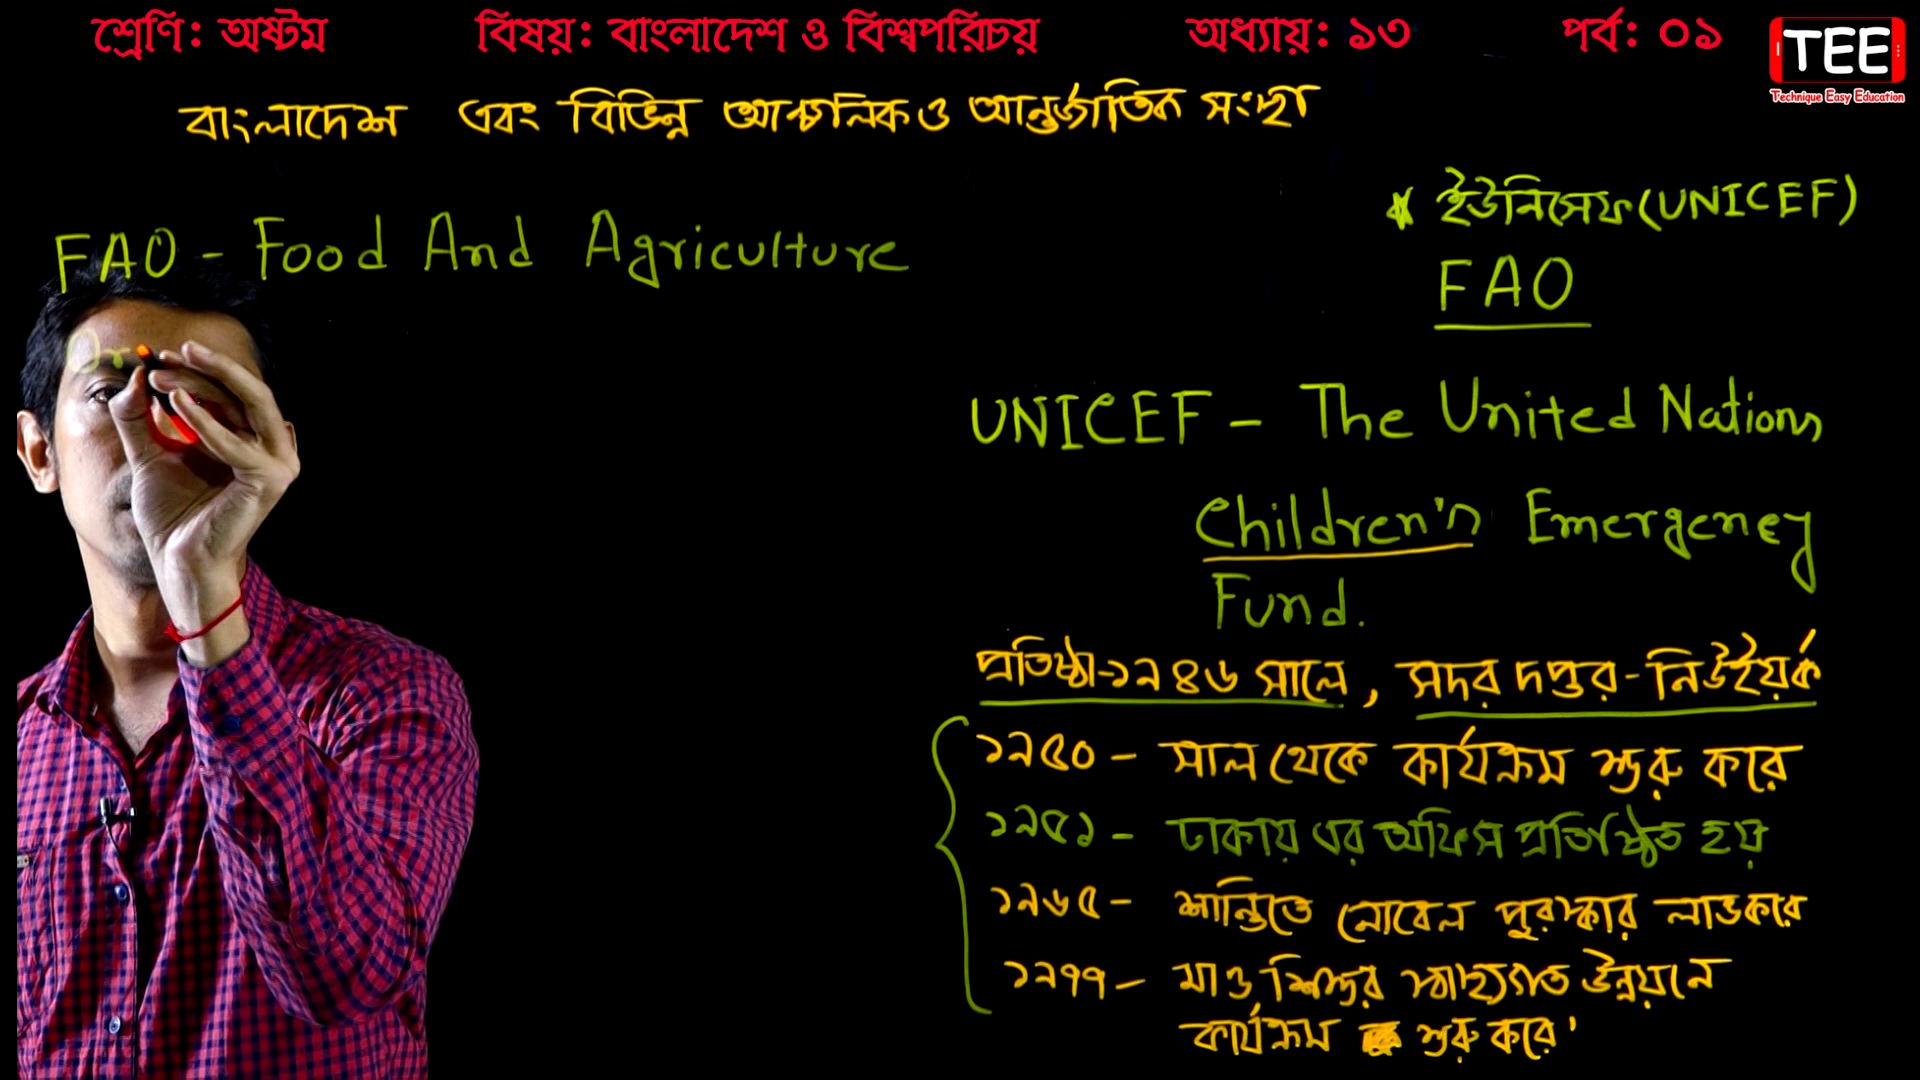 শ্রেণি: অষ্টম বিষয়: বাংলাদেশ ও বিশ্বপরিচয় অধ্যায়: ১৩ পর্ব: ০১
TEE
Technique Easy Education
বাংলাদেশ এবং বিভিন্ন আঞ্চলিক ও আন্তর্জাতিক সংস্থা
* ইউনিসেফ (UNICEF)
FAO
FAO - Food And Agriculture
Or
UNICEF - The United Nations
Children's Emergency
Fund.
প্রতিষ্ঠা-১৯৪৬ সালে, সদর দপ্তর-নিউইয়র্ক
১৯৫০ - সাল থেকে কার্যক্রম শুরু করে
১৯৫১ - ঢাকায় এর অফিস প্রতিষ্ঠিত হয়
১৯৬৫ - শান্তিতে নোবেল পুরস্কার লাভ করে
১৯৭৭ - মা ও শিশুর স্বাস্থ্যগত উন্নয়নে
কার্যক্রম শুরু করে'